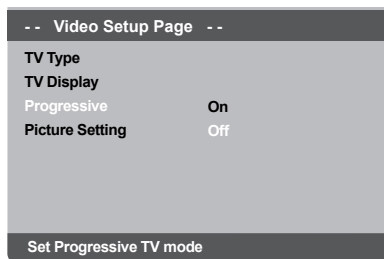 -- Video Setup Page --
TV Type
TV Display
Progressive On
Picture Setting Off
Set Progressive TV mode